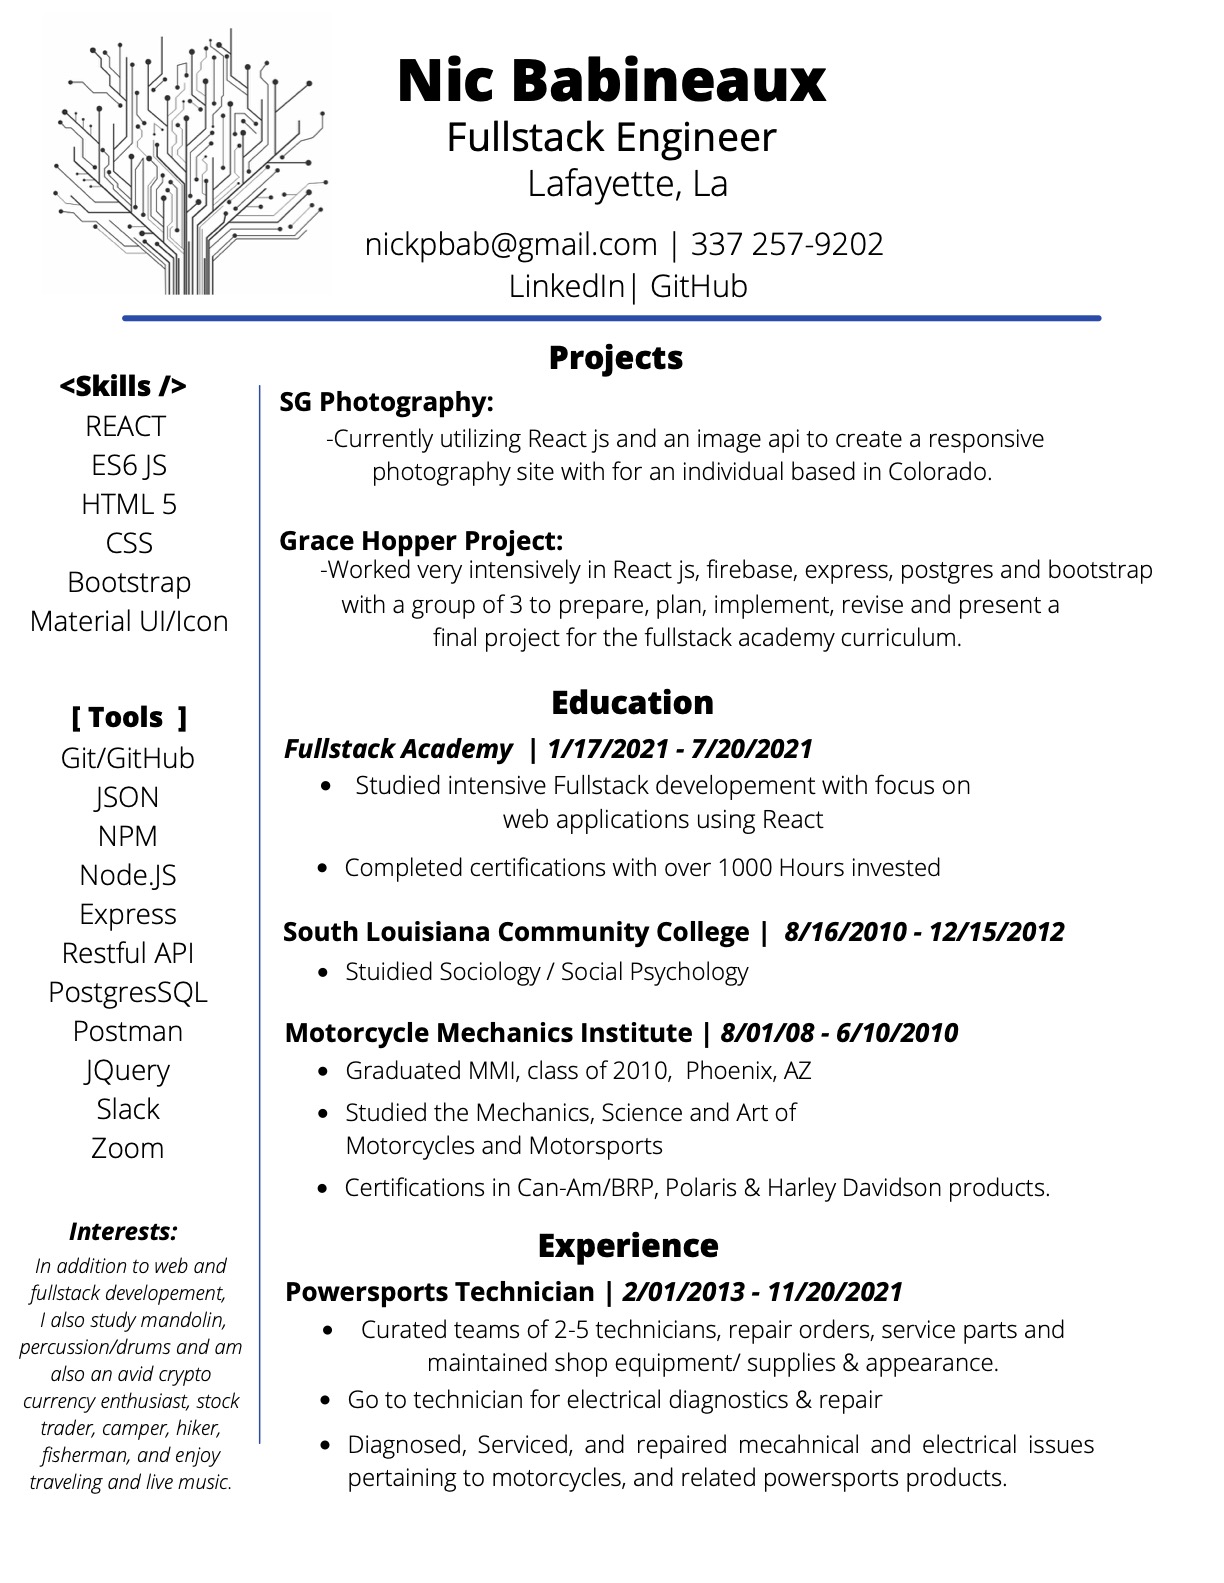 Nic Babineaux
Fullstack Engineer
Lafayette, La
nickpbab@gmail.com | 337 257-9202
LinkedIn| GitHub
<Skills />
REACT
ES6 JS
HTML 5
CSS
Bootstrap
Material UI/Icon
[ Tools ]
Git/GitHub
JSON
NPM
Node.JS
Express
Restful API
PostgresSQL
Postman
JQuery
Slack
Zoom
Interests:
In addition to web and
fullstack developement,
I also study mandolin,
percussion/drums and am
also an avid crypto
currency enthusiast, stock
trader, camper, hiker,
fisherman, and enjoy
traveling and live music.
Projects
SG Photography:
-Currently utilizing React js and an image api to create a responsive
photography site with for an individual based in Colorado.
Grace Hopper Project:
-Worked very intensively in React js, firebase, express, postgres and bootstrap
with a group of 3 to prepare, plan, implement, revise and present a
final project for the fullstack academy curriculum.
Education
Fullstack Academy | 1/17/2021 - 7/20/2021
• Studied intensive Fullstack developement with focus on
web applications using React
• Completed certifications with over 1000 Hours invested
South Louisiana Community College | 8/16/2010 - 12/15/2012
• Stuidied Sociology / Social Psychology
Motorcycle Mechanics Institute | 8/01/08 - 6/10/2010
• Graduated MMI, class of 2010, Phoenix, AZ
• Studied the Mechanics, Science and Art of
Motorcycles and Motorsports
• Certifications in Can-Am/BRP, Polaris & Harley Davidson products.
Experience
Powersports Technician | 2/01/2013 - 11/20/2021
• Curated teams of 2-5 technicians, repair orders, service parts and
maintained shop equipment/ supplies & appearance.
• Go to technician for electrical diagnostics & repair
• Diagnosed, Serviced, and repaired mecahnical and electrical issues
pertaining to motorcycles, and related powersports products.